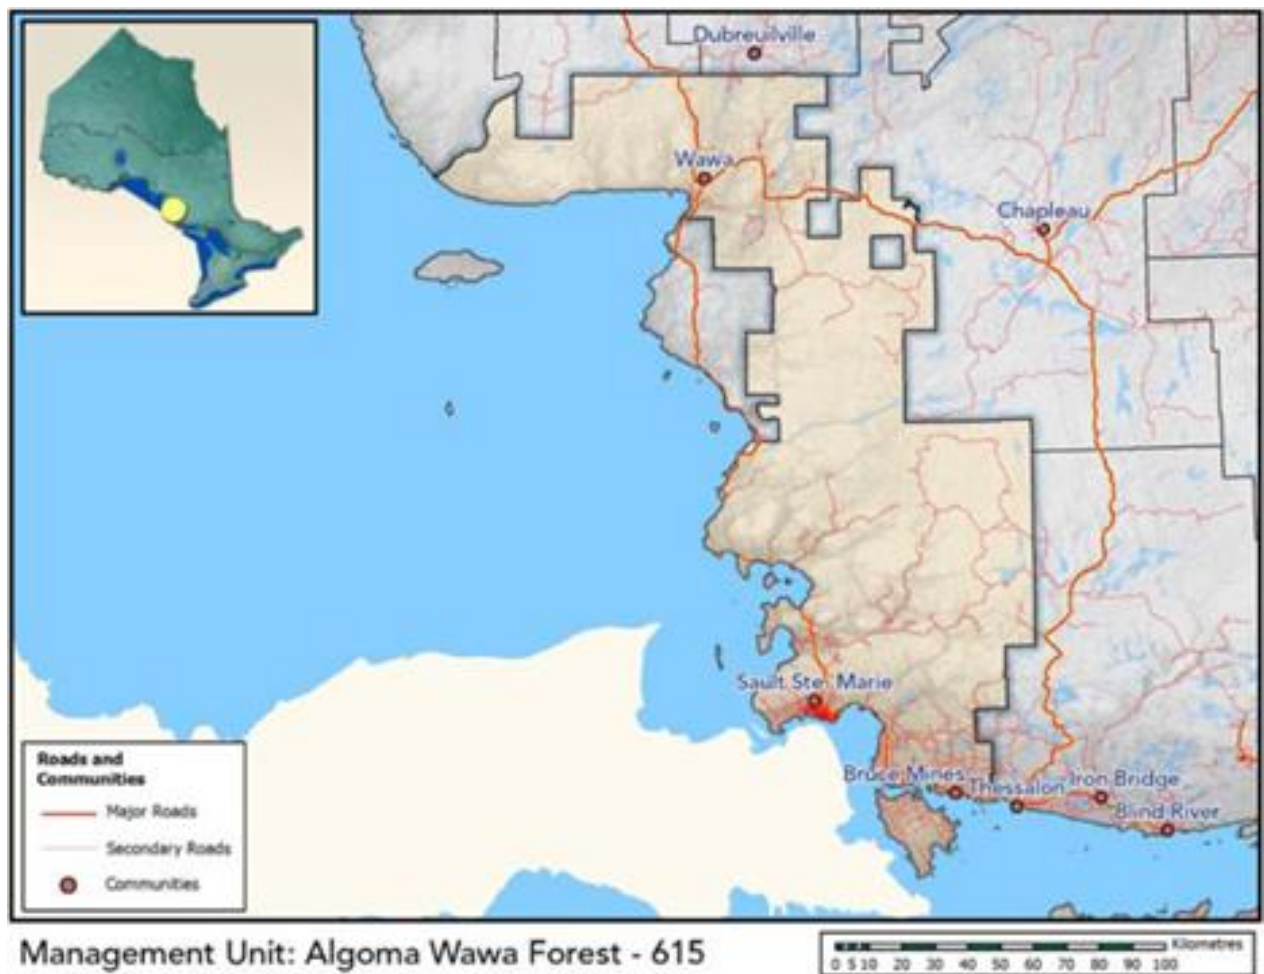 Dubreuilville
Wawa
Chapleau
Sault Ste. Marie
Bruce Mines
Thessalon
Iron Bridge
Blind River
Roads and
Communities
Major Roads
Secondary Roads
Communities
Management Unit: Algoma Wawa Forest - 615
Kilometres
0 5 10 20 30 40 50 60 70 80 90 100